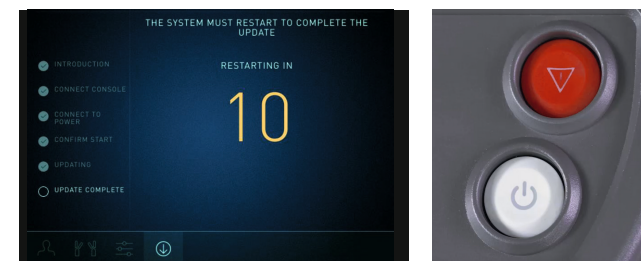 THE SYSTEM MUST RESTART TO COMPLETE THE
UPDATE
RESTARTING IN
10
INTRODUCTION
CONNECT CONSOLE
CONNECT TO
POWER
CONFIRM START
UPDATING
UPDATE COMPLETE